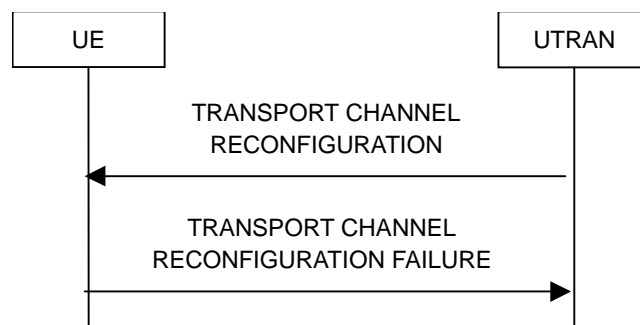 UE
UTRAN
TRANSPORT CHANNEL
RECONFIGURATION
TRANSPORT CHANNEL
RECONFIGURATION FAILURE